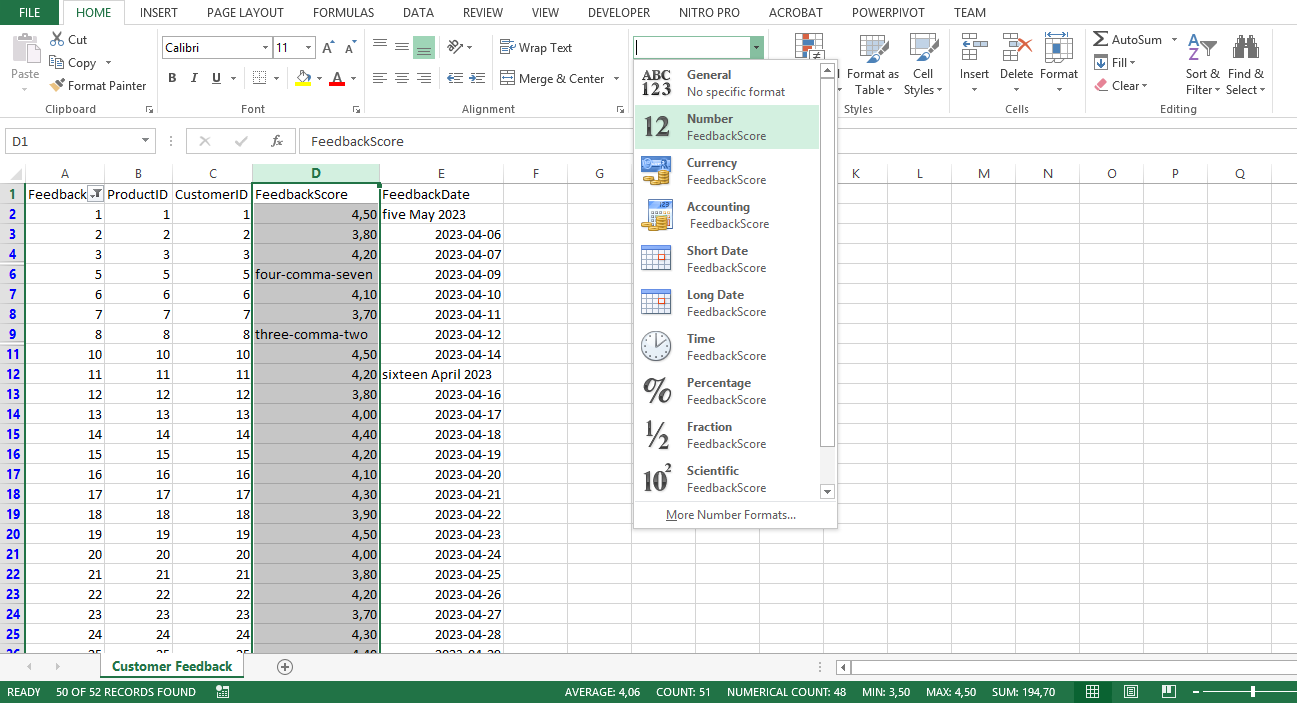 FILE HOME INSERT PAGE LAYOUT FORMULAS DATA REVIEW VIEW DEVELOPER NITRO PRO ACROBAT POWERPIVOT TEAM
Paste
Cut
Copy
Format Painter
Clipboard
Calibri 11 A A
B I U A
Font
Wrap Text
Merge & Center
Alignment
Format as Table
Cell Styles
Styles
Insert Delete Format
Cells
AutoSum
Fill
Clear
Sort & Filter
Find & Select
Editing
D1 fx FeedbackScore
A B C D E F G K L M N O P Q
1 Feedback ProductID CustomerID FeedbackScore FeedbackDate
2 1 1 1 4,50 five May 2023
3 2 2 2 3,80 2023-04-06
4 3 3 3 4,20 2023-04-07
6 5 5 5 four-comma-seven 2023-04-09
7 6 6 6 4,10 2023-04-10
8 7 7 7 3,70 2023-04-11
9 8 8 8 three-comma-two 2023-04-12
11 10 10 10 4,50 2023-04-14
12 11 11 11 4,20 sixteen April 2023
13 12 12 12 3,80 2023-04-16
14 13 13 13 4,00 2023-04-17
15 14 14 14 4,40 2023-04-18
16 15 15 15 4,20 2023-04-19
17 16 16 16 4,10 2023-04-20
18 17 17 17 4,30 2023-04-21
19 18 18 18 3,90 2023-04-22
20 19 19 19 4,50 2023-04-23
21 20 20 20 4,00 2023-04-24
22 21 21 21 3,80 2023-04-25
23 22 22 22 4,20 2023-04-26
24 23 23 23 3,70 2023-04-27
25 24 24 24 4,30 2023-04-28
ABC 123 General
No specific format
12 Number
FeedbackScore
Currency
FeedbackScore
Accounting
FeedbackScore
Short Date
FeedbackScore
Long Date
FeedbackScore
Time
FeedbackScore
% Percentage
FeedbackScore
½ Fraction
FeedbackScore
10² Scientific
FeedbackScore
More Number Formats...
Customer Feedback
READY 50 OF 52 RECORDS FOUND AVERAGE: 4,06 COUNT: 51 NUMERICAL COUNT: 48 MIN: 3,50 MAX: 4,50 SUM: 194,70